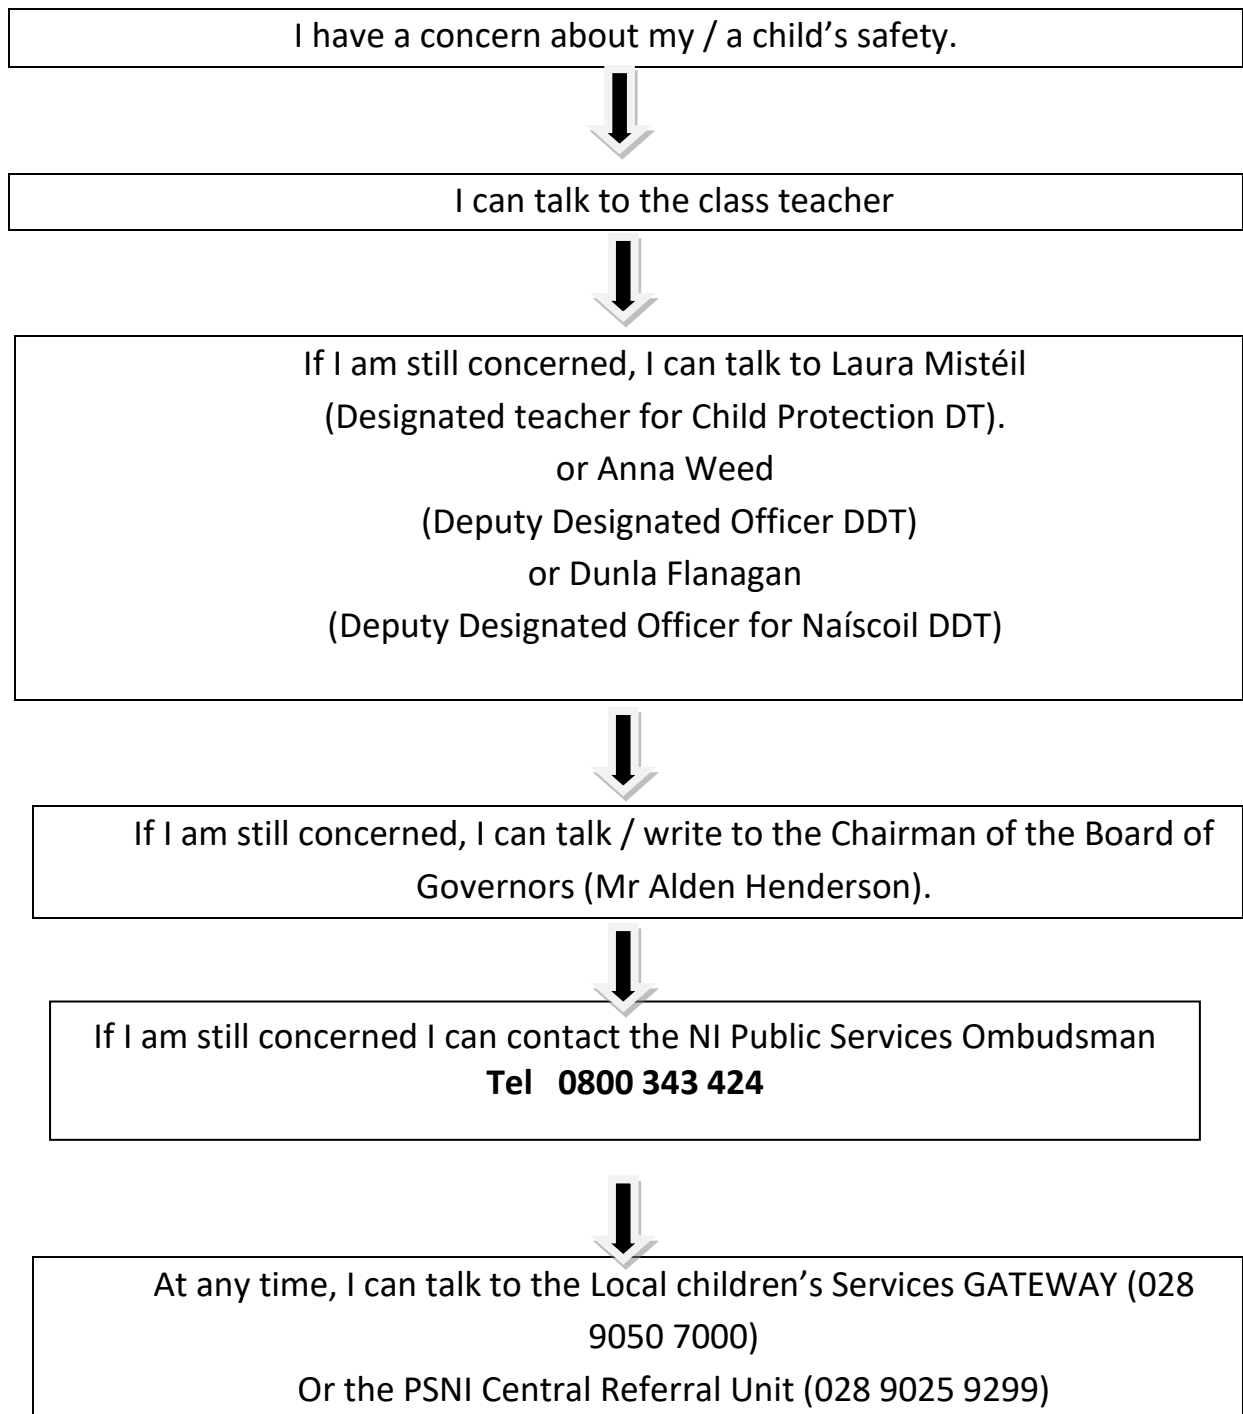 I have a concern about my / a child’s safety.
I can talk to the class teacher
If I am still concerned, I can talk to Laura Mistéil
(Designated teacher for Child Protection DT).
or Anna Weed
(Deputy Designated Officer DDT)
or Dunla Flanagan
(Deputy Designated Officer for Naíscoil DDT)
If I am still concerned, I can talk / write to the Chairman of the Board of
Governors (Mr Alden Henderson).
If I am still concerned I can contact the NI Public Services Ombudsman
Tel   0800 343 424
At any time, I can talk to the Local children’s Services GATEWAY (028
9050 7000)
Or the PSNI Central Referral Unit (028 9025 9299)